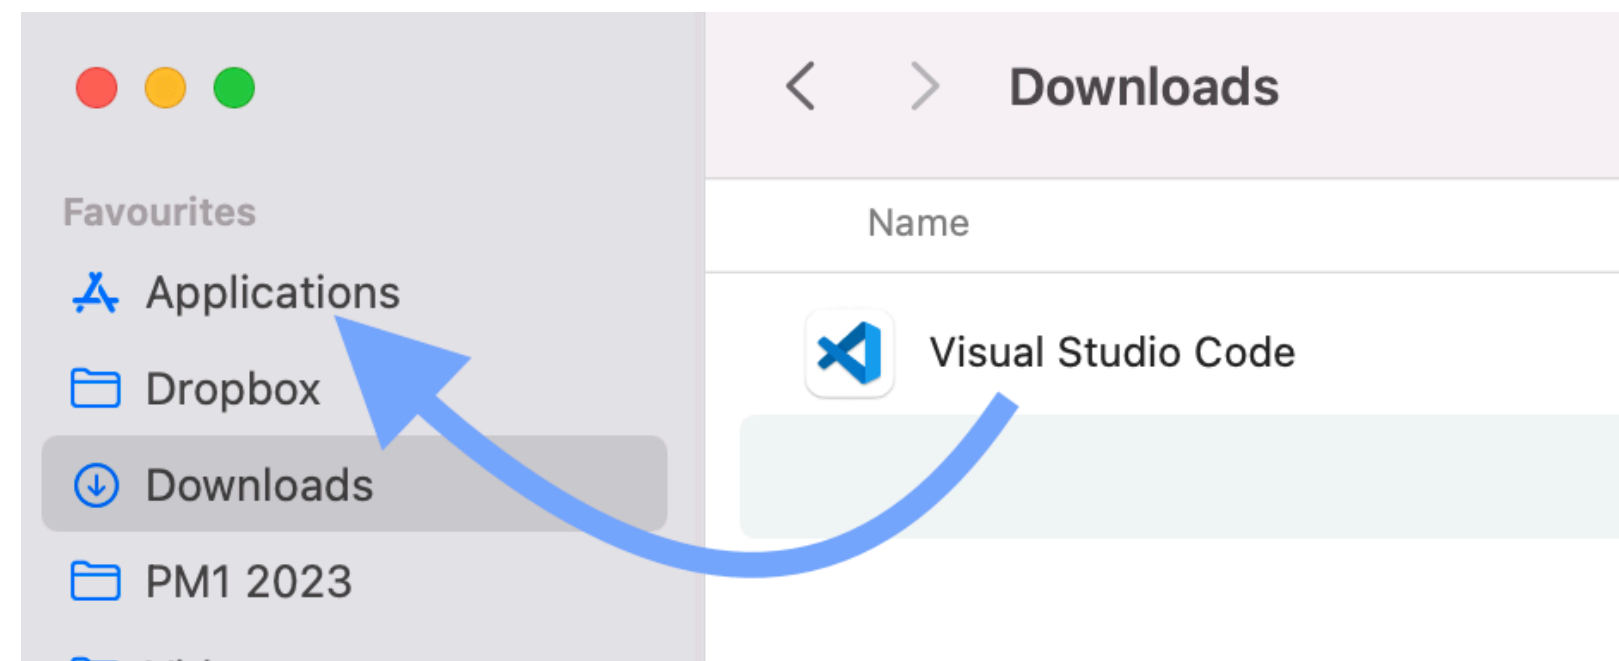 Favourites
Applications
Dropbox
Downloads
PM1 2023
Downloads
Name
Visual Studio Code